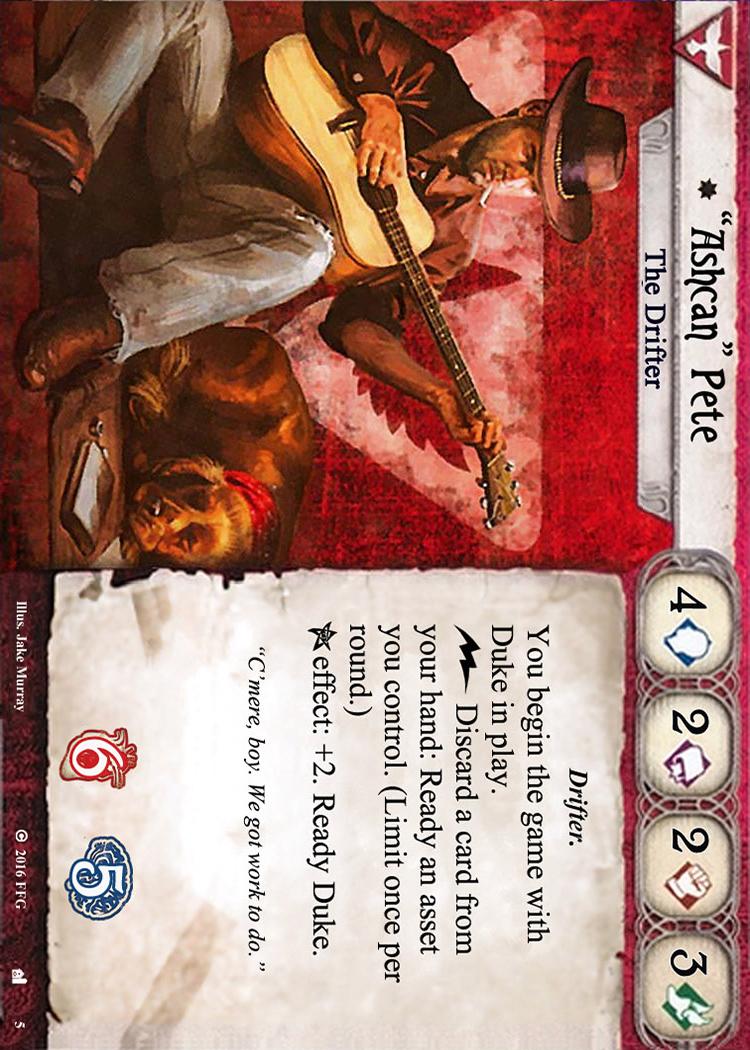 “Ashcan” Pete
The Drifter
4
2
2
3
Drifter.
You begin the game with
Duke in play.
Discard a card from
your hand: Ready an asset
you control. (Limit once per
round.)
effect: +2. Ready Duke.
“C’mere, boy. We got work to do.”
6
5
Illus. Jake Murray
© 2016 FFG
5